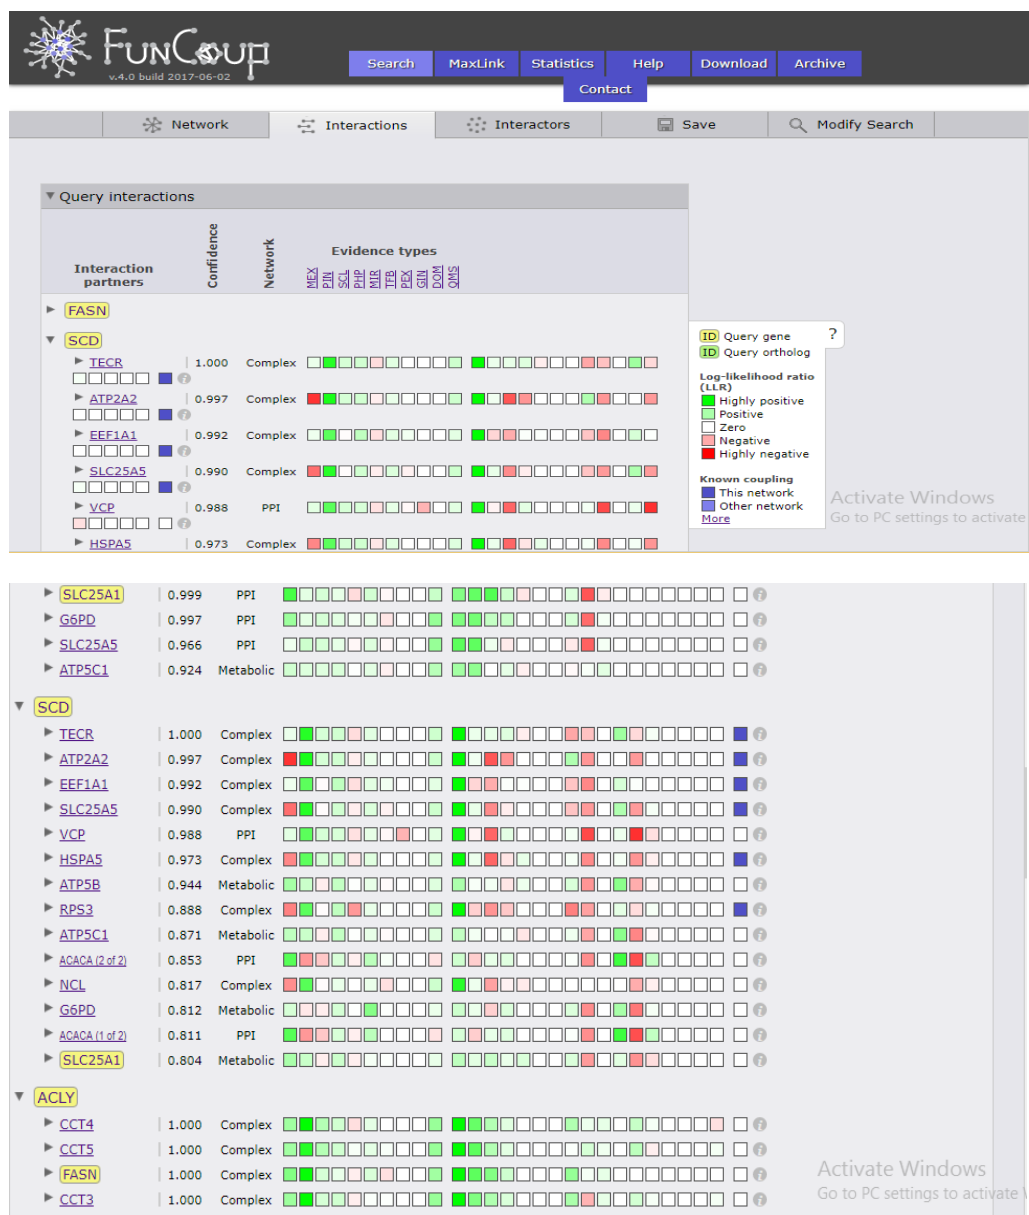 FunCoup
v.4.0 build 2017-06-02
Search MaxLink Statistics Help Download Archive
Contact
Network Interactions Interactors Save Modify Search
Query interactions
Interaction partners Confidence Network Evidence types
MEX PIN SCL PHP MIR TFB PEX GIN DOM QMS
FASN
SCD
TECR 1.000 Complex
ATP2A2 0.997 Complex
EEF1A1 0.992 Complex
SLC25A5 0.990 Complex
VCP 0.988 PPI
HSPA5 0.973 Complex
ID Query gene ?
ID Query ortholog
Log-likelihood ratio
(LLR)
Highly positive
Positive
Zero
Negative
Highly negative
Known coupling
This network
Other network
More
Activate Windows
Go to PC settings to activate
SLC25A1 0.999 PPI
G6PD 0.997 PPI
SLC25A5 0.966 PPI
ATP5C1 0.924 Metabolic
SCD
TECR 1.000 Complex
ATP2A2 0.997 Complex
EEF1A1 0.992 Complex
SLC25A5 0.990 Complex
VCP 0.988 PPI
HSPA5 0.973 Complex
ATP5B 0.944 Metabolic
RPS3 0.888 Complex
ATP5C1 0.871 Metabolic
ACACA (2 of 2) 0.853 PPI
NCL 0.817 Complex
G6PD 0.812 Metabolic
ACACA (1 of 2) 0.811 PPI
SLC25A1 0.804 Metabolic
ACLY
CCT4 1.000 Complex
CCT5 1.000 Complex
FASN 1.000 Complex
CCT3 1.000 Complex
Activate Windows
Go to PC settings to activate